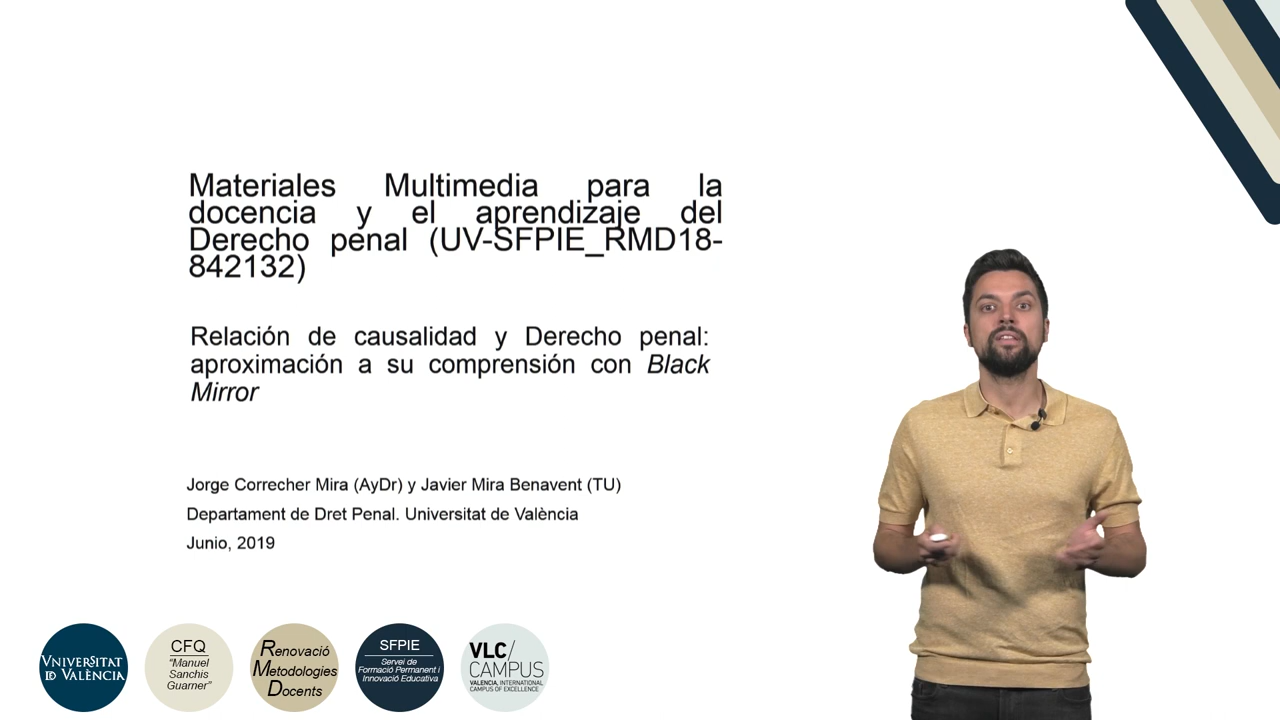 Materiales Multimedia para la
docencia y el aprendizaje del
Derecho penal (UV-SFPIE_RMD18-
842132)
Relación de causalidad y Derecho penal:
aproximación a su comprensión con Black
Mirror
Jorge Correcher Mira (AyDr) y Javier Mira Benavent (TU)
Departament de Dret Penal. Universitat de València
Junio, 2019
VNIVERSITAT
ID VALÈNCIA
CFQ
"Manuel
Sanchis
Guarner"
Renovació
Metodologies
Docents
SFPIE
Servei de
Formació Permanent i
Innovació Educativa
VLC/
CAMPUS
VALENCIA, INTERNATIONAL
CAMPUS OF EXCELLENCE